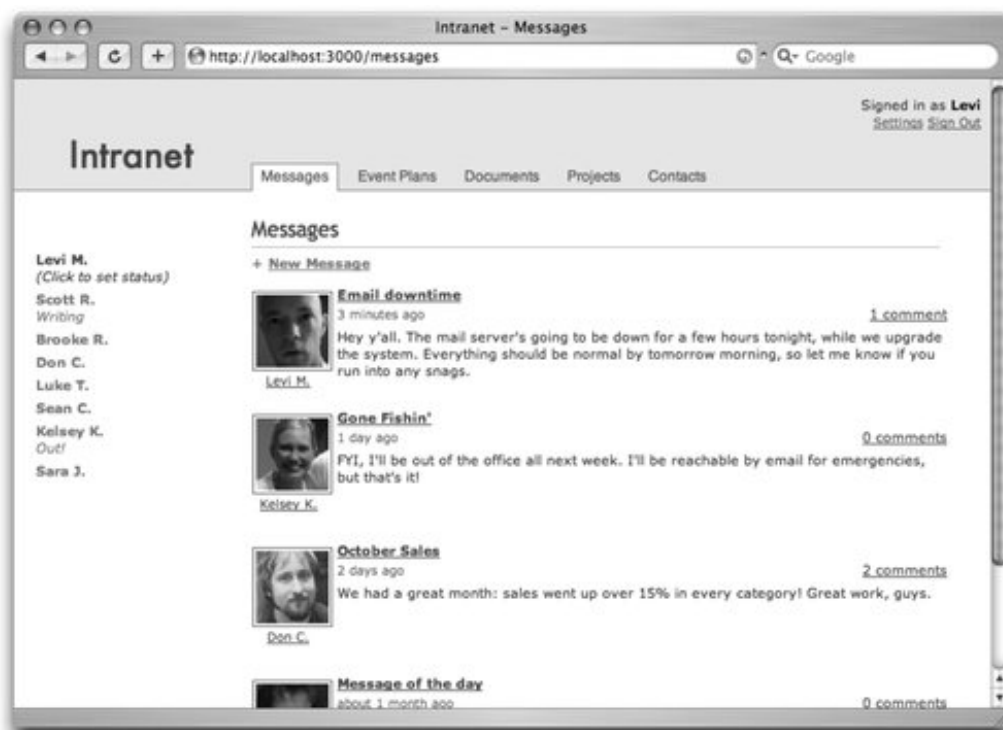 Intranet – Messages
http://localhost:3000/messages
Google
Signed in as Levi
Settings Sign Out
Intranet
Messages Event Plans Documents Projects Contacts
Messages
+ New Message
Levi M.
(Click to set status)
Scott R.
Writing
Brooke R.
Don C.
Luke T.
Sean C.
Kelsey K.
Out!
Sara J.
Email downtime
3 minutes ago 1 comment
Hey y'all. The mail server's going to be down for a few hours tonight, while we upgrade
the system. Everything should be normal by tomorrow morning, so let me know if you
run into any snags.
Levi M.
Gone Fishin'
1 day ago 0 comments
FYI, I'll be out of the office all next week. I'll be reachable by email for emergencies,
but that's it!
Kelsey K.
October Sales
2 days ago 2 comments
We had a great month: sales went up over 15% in every category! Great work, guys.
Don C.
Message of the day
about 1 month ago 0 comments